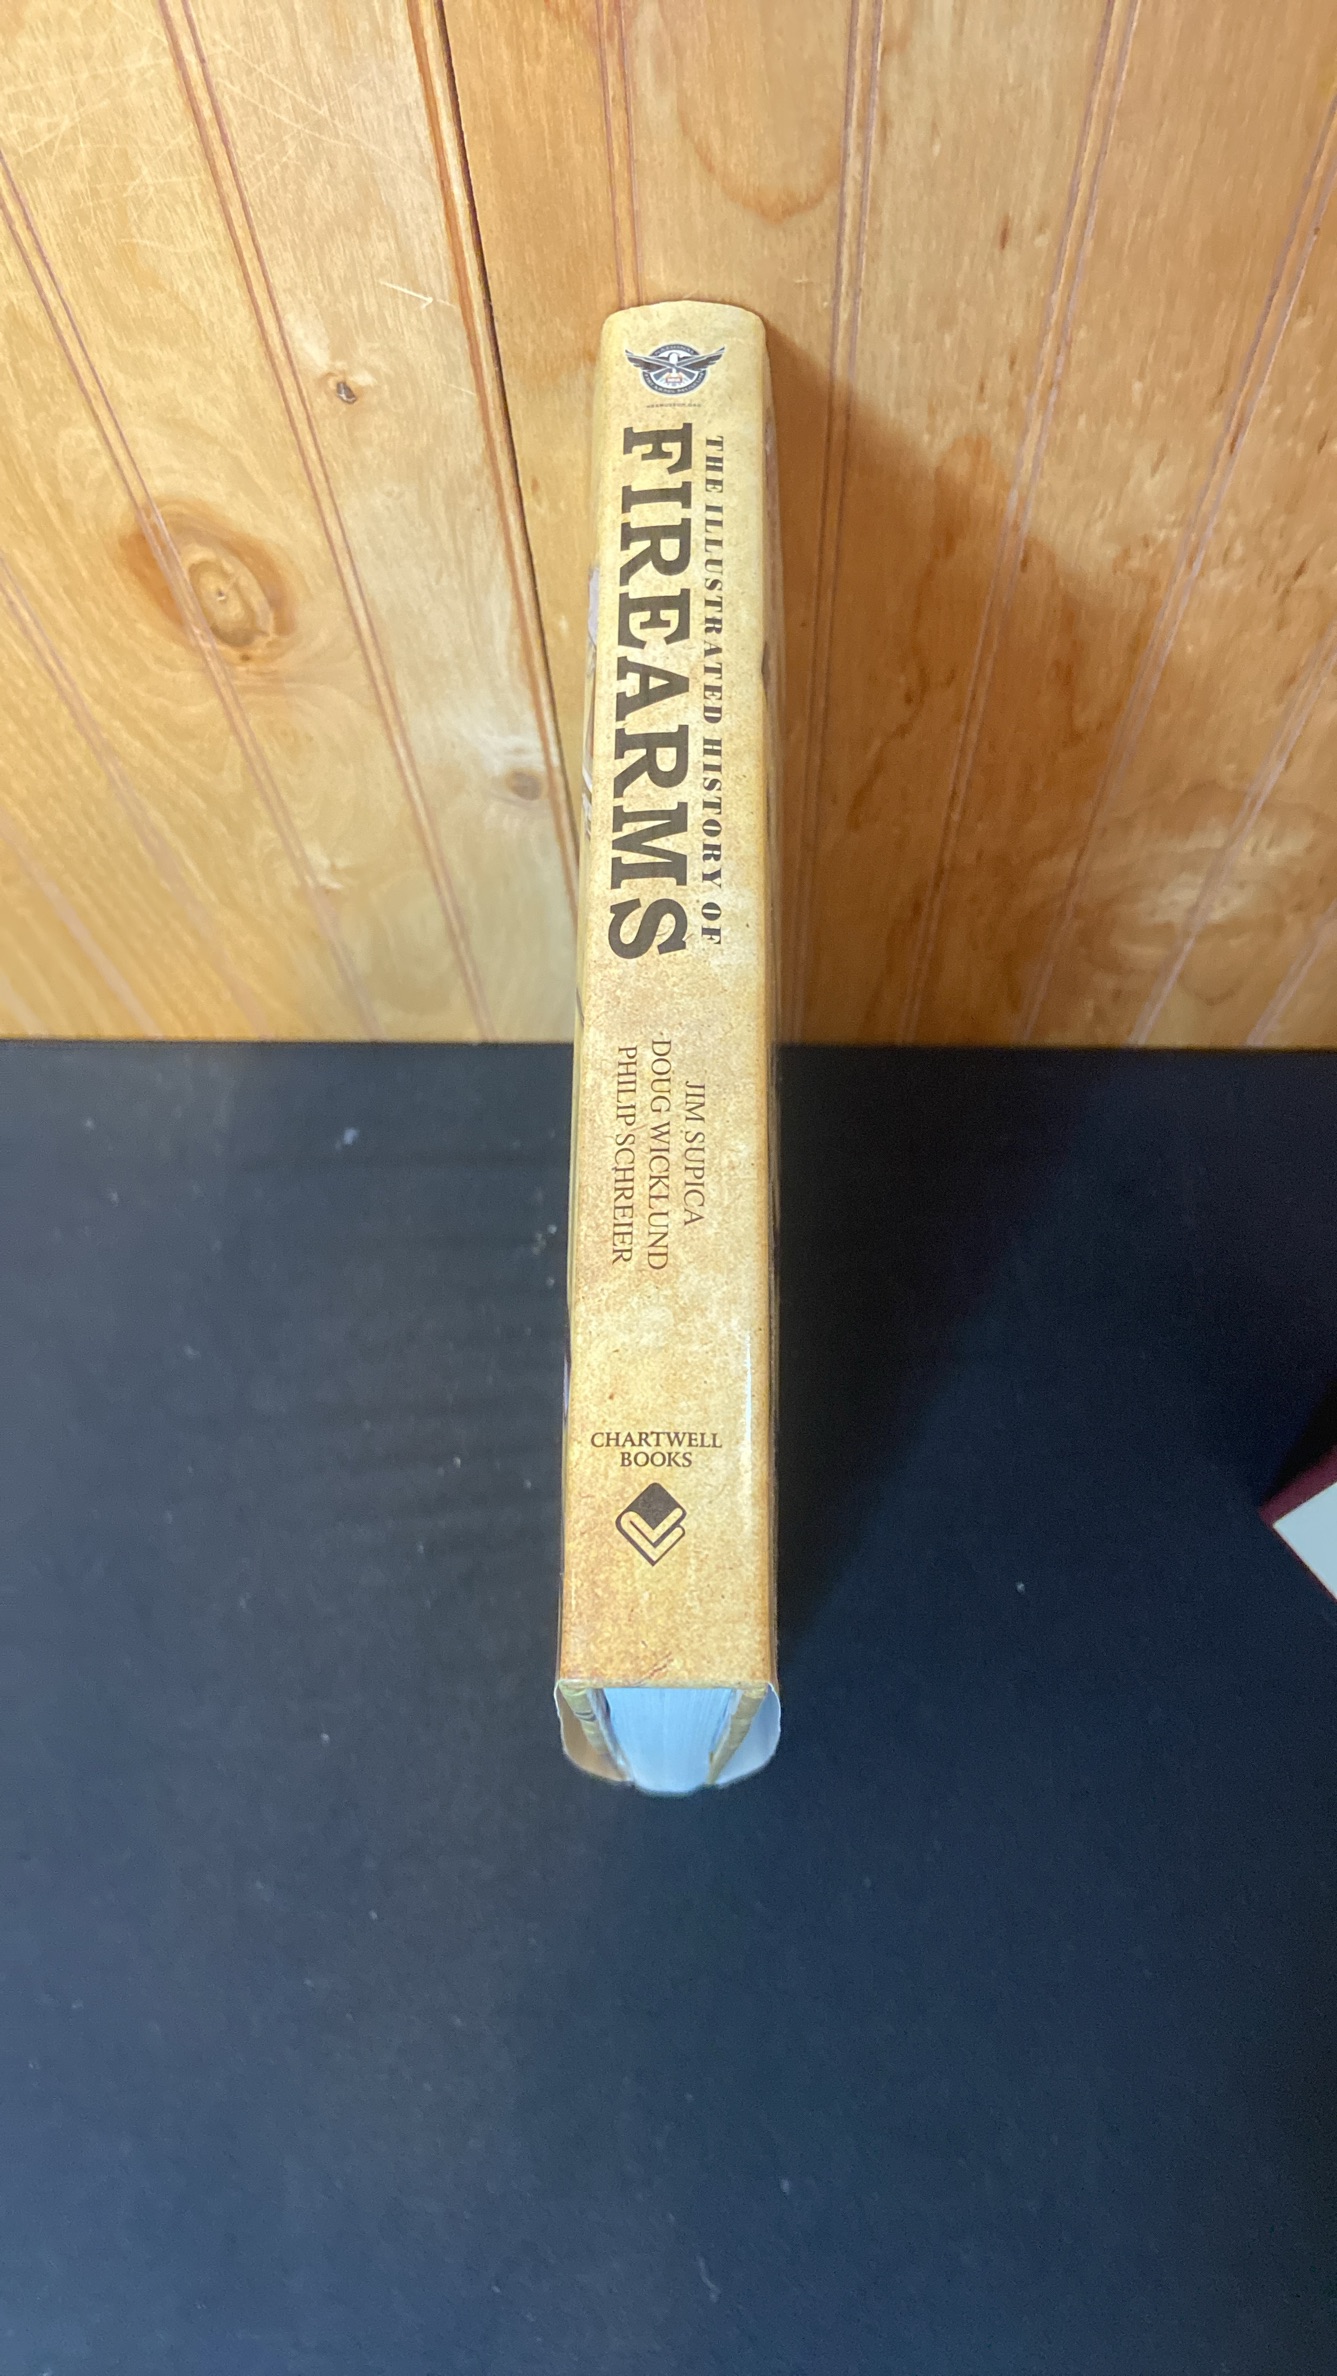 THE ILLUSTRATED HISTORY OF
FIREARMS
JIM SUPICA
DOUG WICKLUND
PHILIP SCHREIER
CHARTWELL
BOOKS